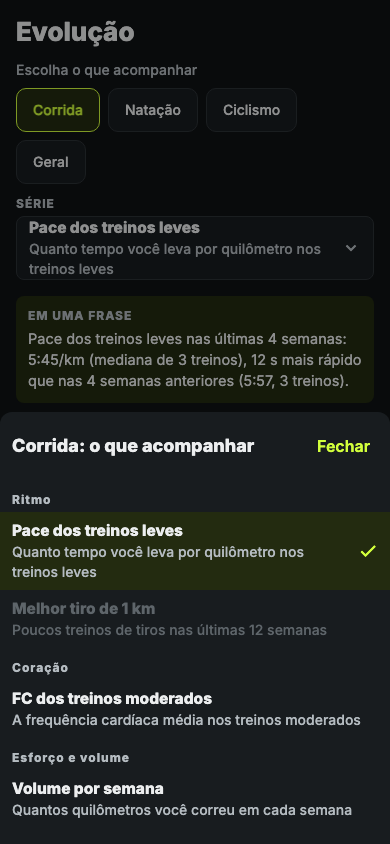 Evolução
Escolha o que acompanhar
Corrida
Natação
Ciclismo
Geral
SÉRIE
Pace dos treinos leves
Quanto tempo você leva por quilômetro nos
treinos leves
EM UMA FRASE
Pace dos treinos leves nas últimas 4 semanas:
5:45/km (mediana de 3 treinos), 12 s mais rápido
que nas 4 semanas anteriores (5:57, 3 treinos).
Corrida: o que acompanhar
Fechar
Ritmo
Pace dos treinos leves
Quanto tempo você leva por quilômetro nos
treinos leves
Melhor tiro de 1 km
Poucos treinos de tiros nas últimas 12 semanas
Coração
FC dos treinos moderados
A frequência cardíaca média nos treinos moderados
Esforço e volume
Volume por semana
Quantos quilômetros você correu em cada semana